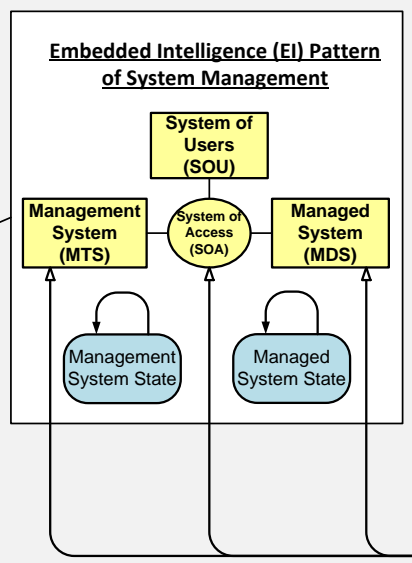 Embedded Intelligence (EI) Pattern
of System Management
System of
Users
(SOU)
Management
System
(MTS)
System of
Access
(SOA)
Managed
System
(MDS)
Management
System State
Managed
System State